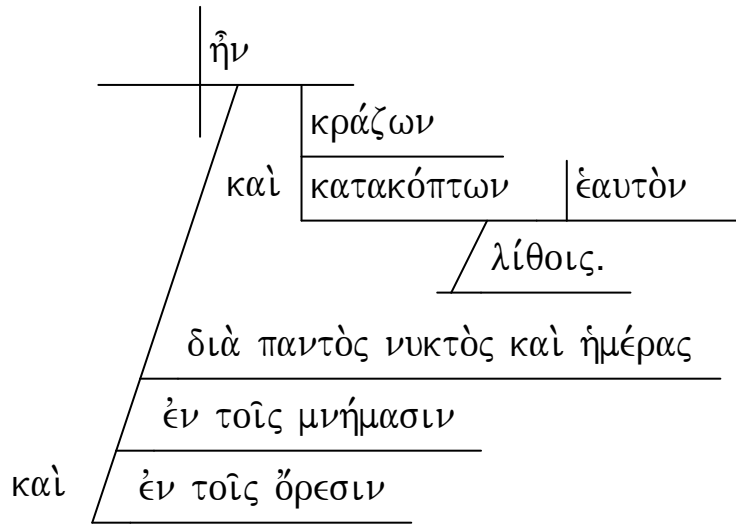 ἦν
κράζων
καὶ κατακόπτων ἑαυτὸν
λίθοις.
διὰ παντὸς νυκτὸς καὶ ἡμέρας
ἐν τοῖς μνήμασιν
καὶ ἐν τοῖς ὄρεσιν